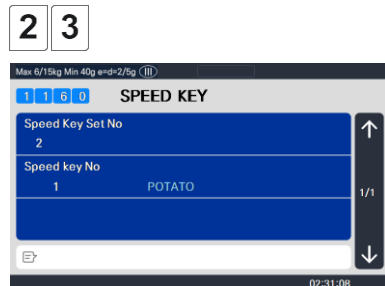 2 3
Max 6/15kg Min 40g e=d=2/5g III
1 1 6 0 SPEED KEY
Speed Key Set No
2
Speed key No
1 POTATO
1/1
02:31:08